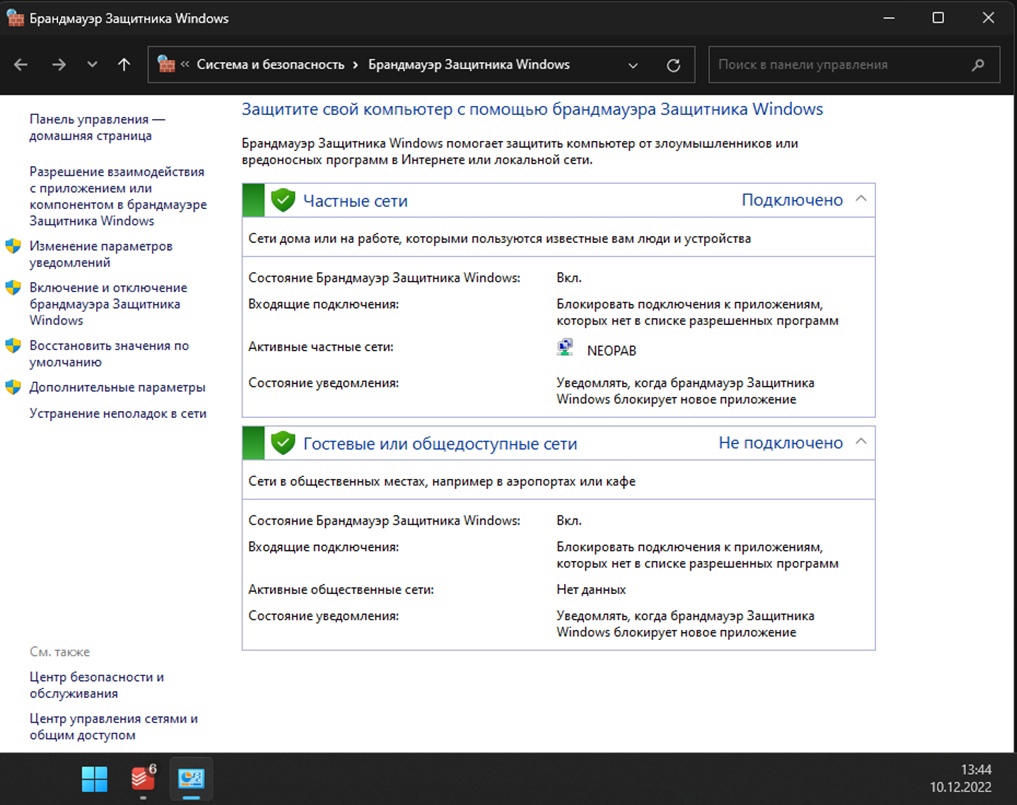 Брандмауэр Защитника Windows
« Система и безопасность › Брандмауэр Защитника Windows
Поиск в панели управления
Панель управления —
домашняя страница
Разрешение взаимодействия
с приложением или
компонентом в брандмауэре
Защитника Windows
Изменение параметров
уведомлений
Включение и отключение
брандмауэра Защитника
Windows
Восстановить значения по
умолчанию
Дополнительные параметры
Устранение неполадок в сети
Защитите свой компьютер с помощью брандмауэра Защитника Windows
Брандмауэр Защитника Windows помогает защитить компьютер от злоумышленников или
вредоносных программ в Интернете или локальной сети.
Частные сети Подключено
Сети дома или на работе, которыми пользуются известные вам люди и устройства
Состояние Брандмауэр Защитника Windows: Вкл.
Входящие подключения: Блокировать подключения к приложениям,
которых нет в списке разрешенных программ
Активные частные сети: NEOPAB
Состояние уведомления: Уведомлять, когда брандмауэр Защитника
Windows блокирует новое приложение
Гостевые или общедоступные сети Не подключено
Сети в общественных местах, например в аэропортах или кафе
Состояние Брандмауэр Защитника Windows: Вкл.
Входящие подключения: Блокировать подключения к приложениям,
которых нет в списке разрешенных программ
Активные общественные сети: Нет данных
Состояние уведомления: Уведомлять, когда брандмауэр Защитника
Windows блокирует новое приложение
См. также
Центр безопасности и
обслуживания
Центр управления сетями и
общим доступом
6
13:44
10.12.2022